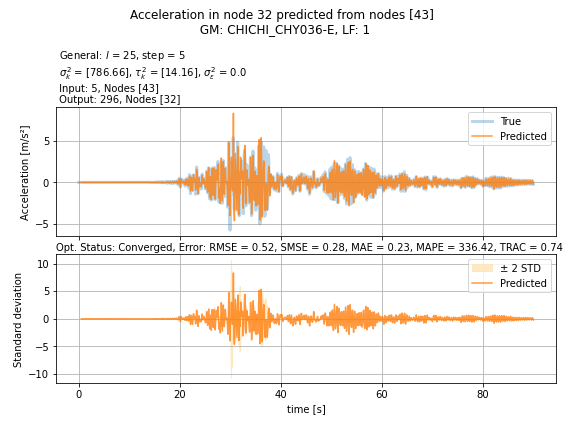 Acceleration in node 32 predicted from nodes [43]
GM: CHICHI_CHY036-E, LF: 1
General: l = 25, step = 5
σ²ₖ = [786.66], τ²ₖ = [14.16], σ²ε = 0.0
Input: 5, Nodes [43]
Output: 296, Nodes [32]
True
Predicted
Acceleration [m/s²]
5
0
−5
Opt. Status: Converged, Error: RMSE = 0.52, SMSE = 0.28, MAE = 0.23, MAPE = 336.42, TRAC = 0.74
± 2 STD
Predicted
Standard deviation
10
5
0
−5
−10
0 20 40 60 80
time [s]